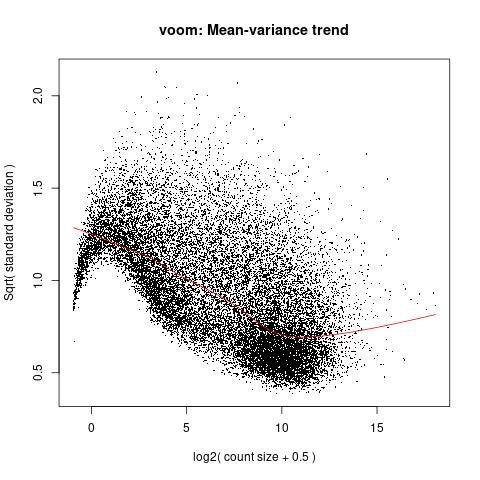 voom: Mean-variance trend
Sqrt( standard deviation )
2.0
1.5
1.0
0.5
0 5 10 15
log2( count size + 0.5 )